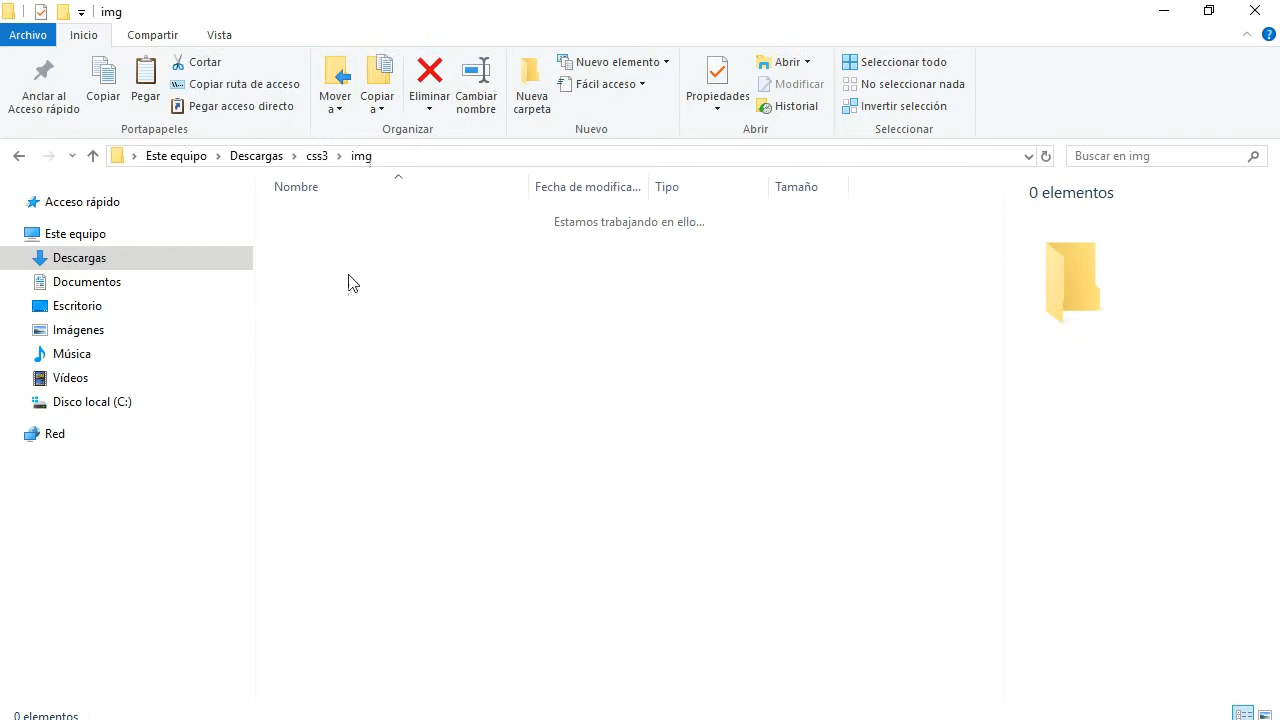 img
Archivo Inicio Compartir Vista
Anclar al
Acceso rápido
Copiar
Pegar
Cortar
Copiar ruta de acceso
Pegar acceso directo
Portapapeles
Mover
a
Copiar
a
Eliminar
Cambiar
nombre
Organizar
Nueva
carpeta
Nuevo elemento
Fácil acceso
Nuevo
Propiedades
Abrir
Modificar
Historial
Abrir
Seleccionar todo
No seleccionar nada
Invertir selección
Seleccionar
Este equipo Descargas css3 img
Buscar en img
Acceso rápido
Este equipo
Descargas
Documentos
Escritorio
Imágenes
Música
Vídeos
Disco local (C:)
Red
Nombre Fecha de modifica... Tipo Tamaño
Estamos trabajando en ello...
0 elementos
0 elementos